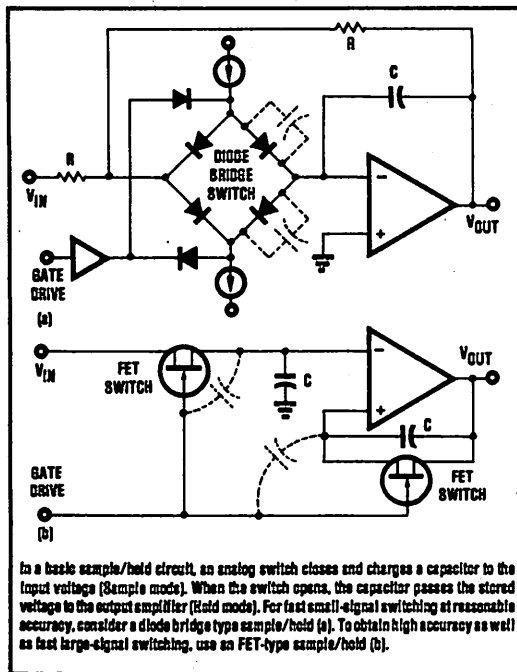 R
C
DIODE
BRIDGE
SWITCH
R
VIN
−
+
VOUT
GATE
DRIVE
(a)
VIN
FET
SWITCH
C
−
+
VOUT
C
GATE
DRIVE
(b)
FET
SWITCH
In a basic sample/hold circuit, an analog switch closes and charges a capacitor to the
input voltage (Sample mode). When the switch opens, the capacitor passes the stored
voltage to the output amplifier (Hold mode). For fast small-signal switching at reasonable
accuracy, consider a diode bridge type sample/hold (a). To obtain high accuracy as well
as fast large-signal switching, use an FET-type sample/hold (b).